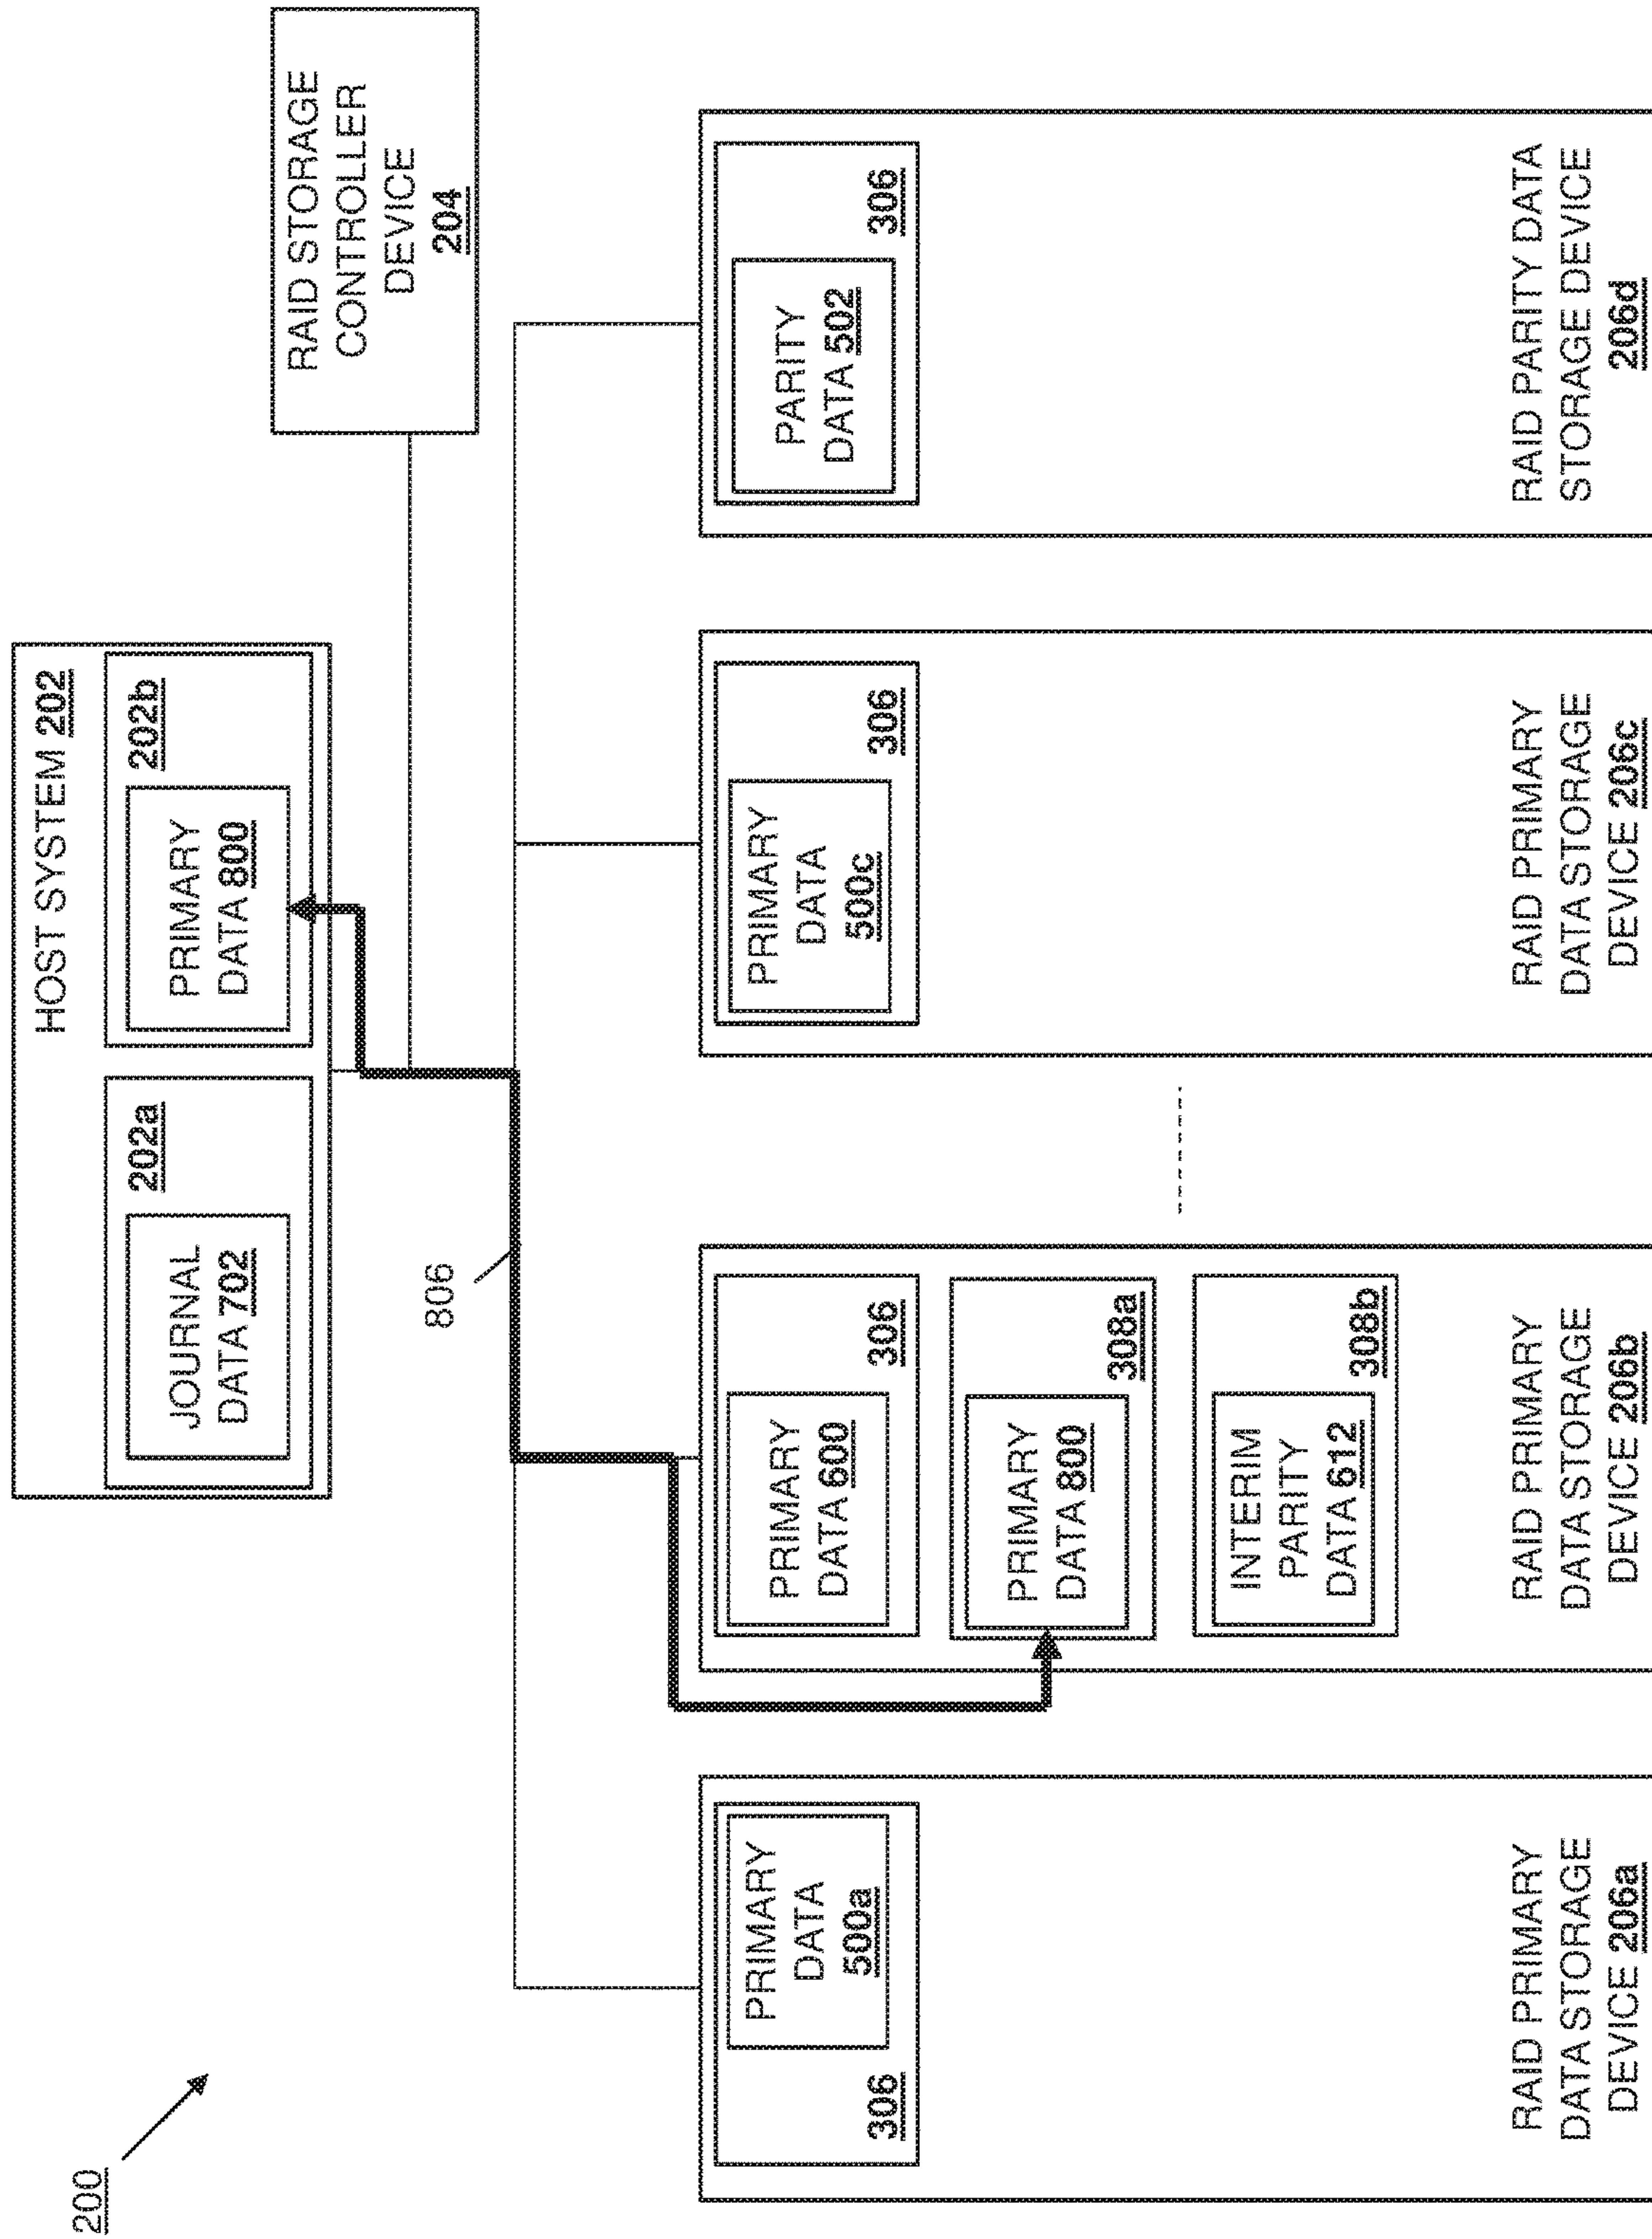 200
HOST SYSTEM 202
202a
JOURNAL
DATA 702
202b
PRIMARY
DATA 800
RAID STORAGE
CONTROLLER
DEVICE
204
806
PRIMARY
DATA
500a
306
RAID PRIMARY
DATA STORAGE
DEVICE 206a
PRIMARY
DATA 600
306
PRIMARY
DATA 800
308a
INTERIM
PARITY
DATA 612
308b
RAID PRIMARY
DATA STORAGE
DEVICE 206b
PRIMARY
DATA
500c
306
RAID PRIMARY
DATA STORAGE
DEVICE 206c
PARITY
DATA 502
306
RAID PARITY DATA
STORAGE DEVICE
206d